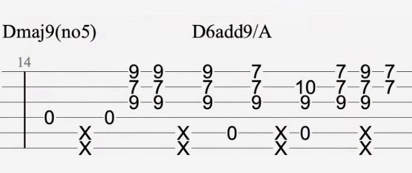 Dmaj9(no5) D6add9/A
14
9 9 9 7 7 9 7
7 7 7 7 10 7 7 7
9 9 9 9 9 9
0 0
X X 0 X 0 X
X X X X